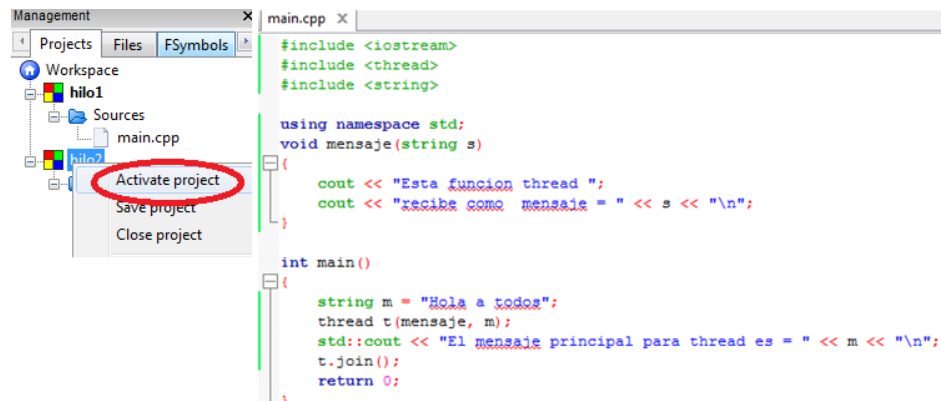 Management
Projects Files FSymbols
Workspace
hilo1
Sources
main.cpp
hilo2
Activate project
Save project
Close project
main.cpp
#include <iostream>
#include <thread>
#include <string>
using namespace std;
void mensaje(string s)
{
cout << "Esta funcion thread ";
cout << "recibe como  mensaje = " << s << "\n";
}
int main()
{
string m = "Hola a todos";
thread t(mensaje, m);
std::cout << "El mensaje principal para thread es = " << m << "\n";
t.join();
return 0;
}